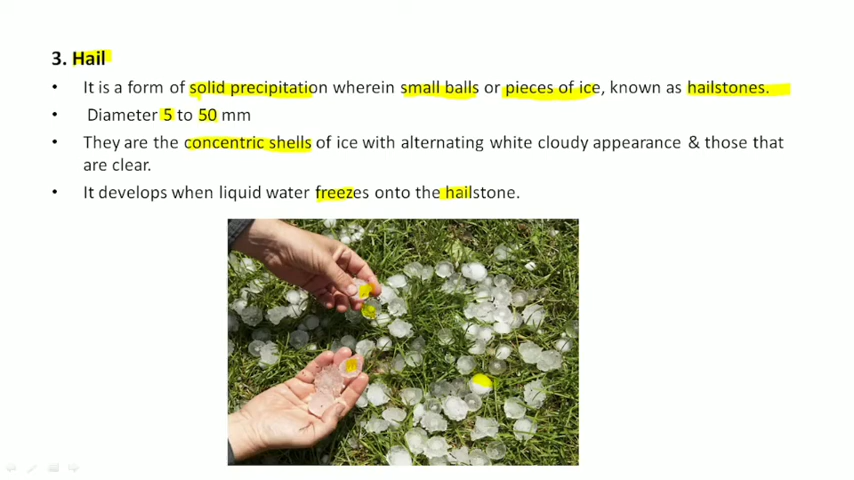 3. Hail
• It is a form of solid precipitation wherein small balls or pieces of ice, known as hailstones.
• Diameter 5 to 50 mm
• They are the concentric shells of ice with alternating white cloudy appearance & those that
are clear.
• It develops when liquid water freezes onto the hailstone.